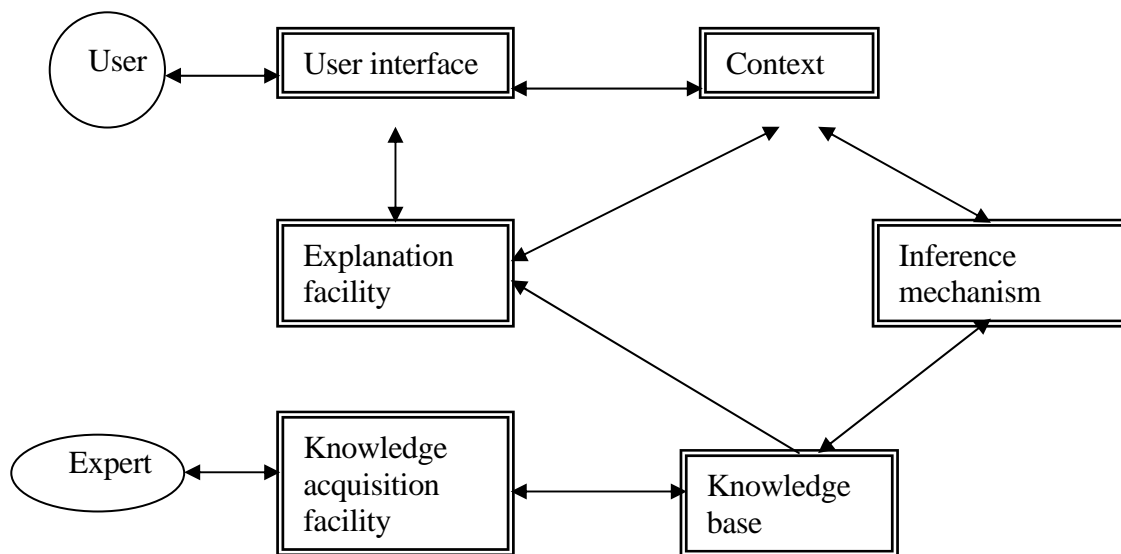 User
User interface
Context
Explanation
facility
Inference
mechanism
Expert
Knowledge
acquisition
facility
Knowledge
base